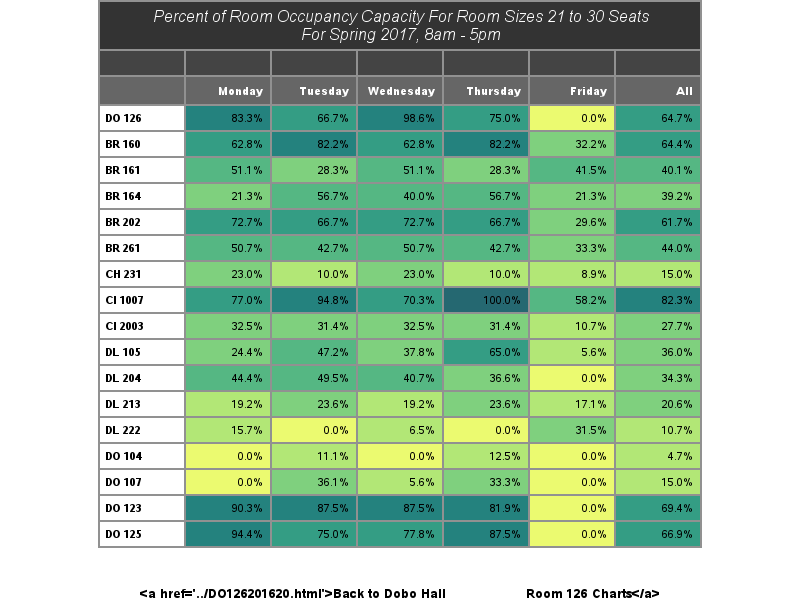 Percent of Room Occupancy Capacity For Room Sizes 21 to 30 Seats
For Spring 2017, 8am - 5pm
Monday Tuesday Wednesday Thursday Friday All
DO 126 83.3% 66.7% 98.6% 75.0% 0.0% 64.7%
BR 160 62.8% 82.2% 62.8% 82.2% 32.2% 64.4%
BR 161 51.1% 28.3% 51.1% 28.3% 41.5% 40.1%
BR 164 21.3% 56.7% 40.0% 56.7% 21.3% 39.2%
BR 202 72.7% 66.7% 72.7% 66.7% 29.6% 61.7%
BR 261 50.7% 42.7% 50.7% 42.7% 33.3% 44.0%
CH 231 23.0% 10.0% 23.0% 10.0% 8.9% 15.0%
CI 1007 77.0% 94.8% 70.3% 100.0% 58.2% 82.3%
CI 2003 32.5% 31.4% 32.5% 31.4% 10.7% 27.7%
DL 105 24.4% 47.2% 37.8% 65.0% 5.6% 36.0%
DL 204 44.4% 49.5% 40.7% 36.6% 0.0% 34.3%
DL 213 19.2% 23.6% 19.2% 23.6% 17.1% 20.6%
DL 222 15.7% 0.0% 6.5% 0.0% 31.5% 10.7%
DO 104 0.0% 11.1% 0.0% 12.5% 0.0% 4.7%
DO 107 0.0% 36.1% 5.6% 33.3% 0.0% 15.0%
DO 123 90.3% 87.5% 87.5% 81.9% 0.0% 69.4%
DO 125 94.4% 75.0% 77.8% 87.5% 0.0% 66.9%
<a href='../DO126201620.html'>Back to Dobo Hall Room 126 Charts</a>